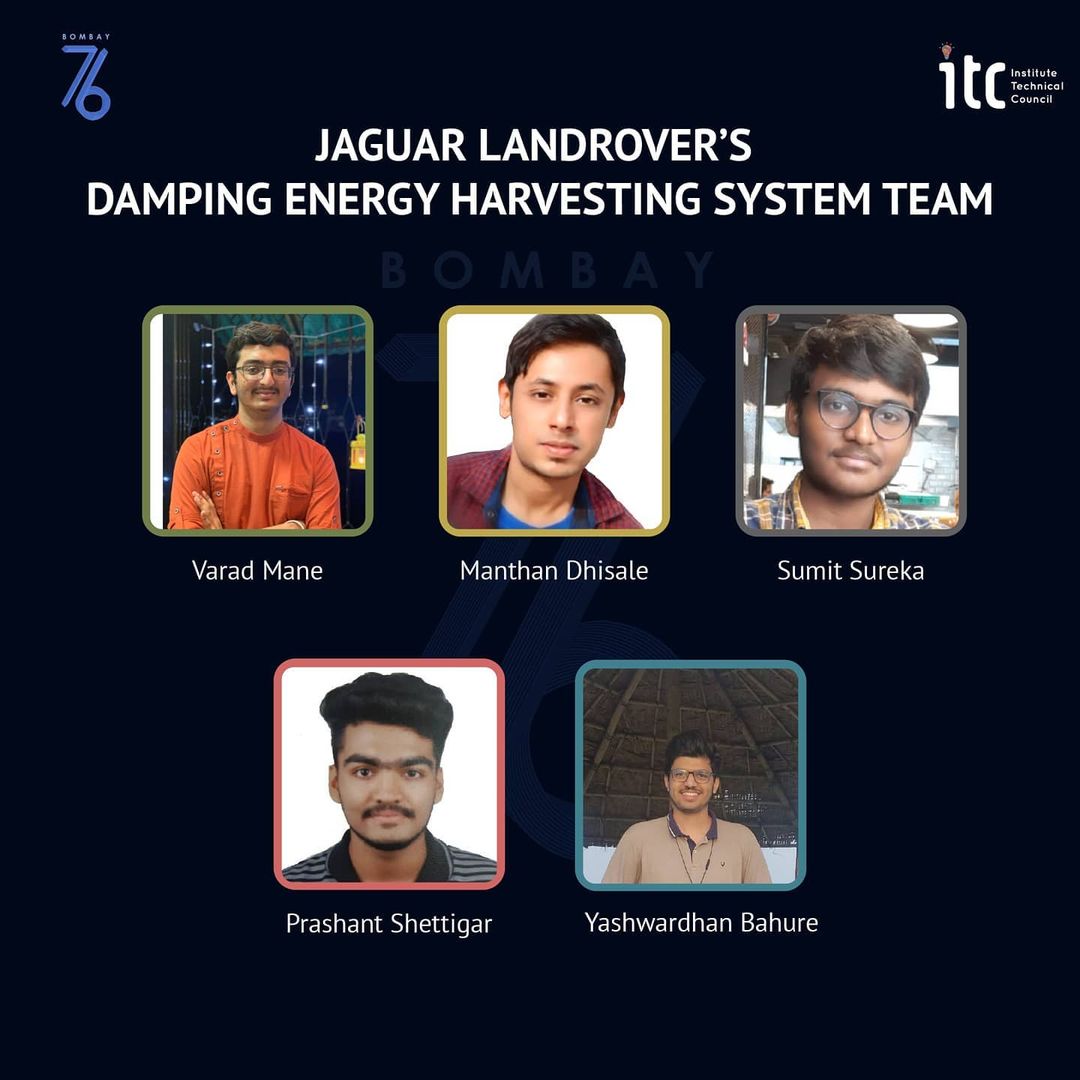 BOMBAY
76
itc Institute
Technical
Council
JAGUAR LANDROVER’S
DAMPING ENERGY HARVESTING SYSTEM TEAM
BOMBAY
76
Varad Mane
Manthan Dhisale
Sumit Sureka
Prashant Shettigar
Yashwardhan Bahure